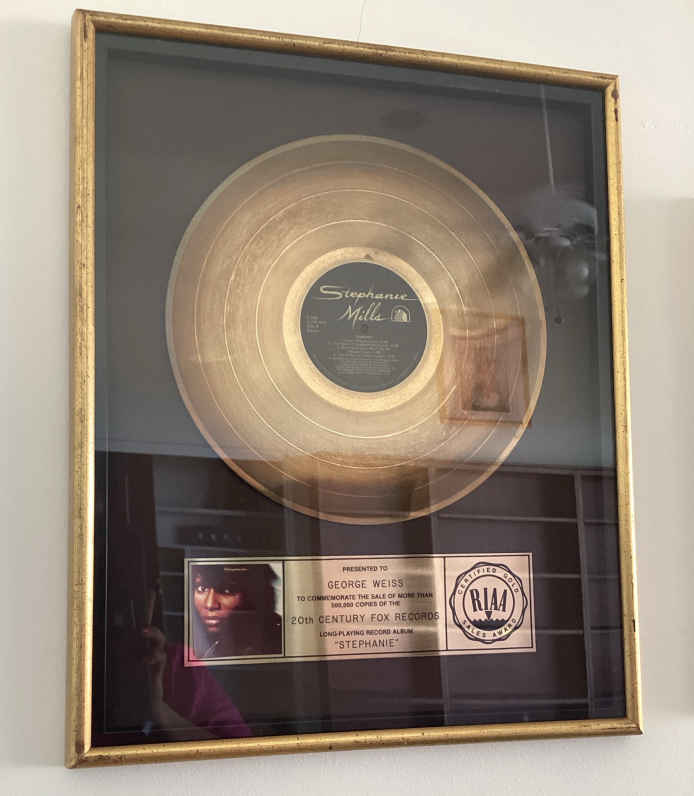 Stephanie
Mills
PRESENTED TO
GEORGE WEISS
TO COMMEMORATE THE SALE OF MORE THAN
500,000 COPIES OF THE
20th CENTURY FOX RECORDS
LONG-PLAYING RECORD ALBUM
"STEPHANIE"
CERTIFIED GOLD
RIAA
SALES AWARD